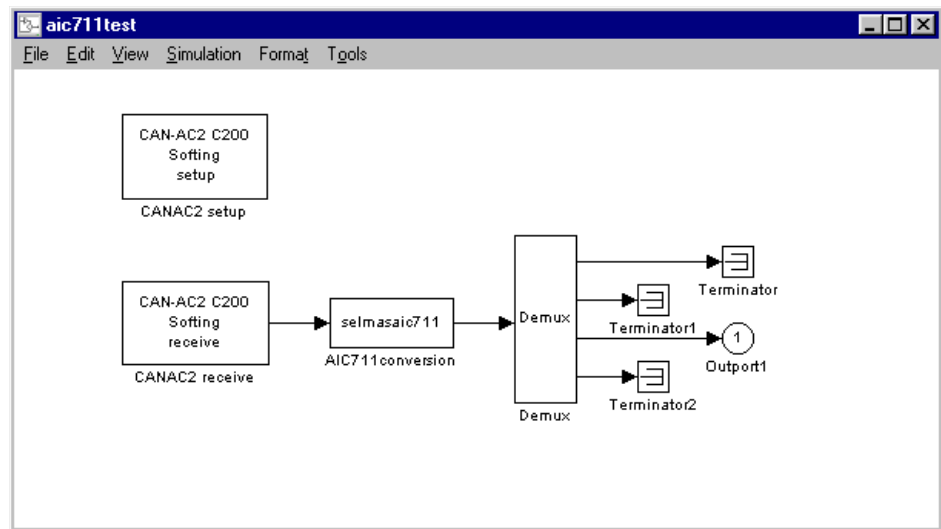 aic711test
File Edit View Simulation Format Tools
CAN-AC2 C200
Softing
setup
CANAC2 setup
CAN-AC2 C200
Softing
receive
CANAC2 receive
selmasaic711
AIC711conversion
Demux
Demux
Terminator
Terminator1
1
Outport1
Terminator2